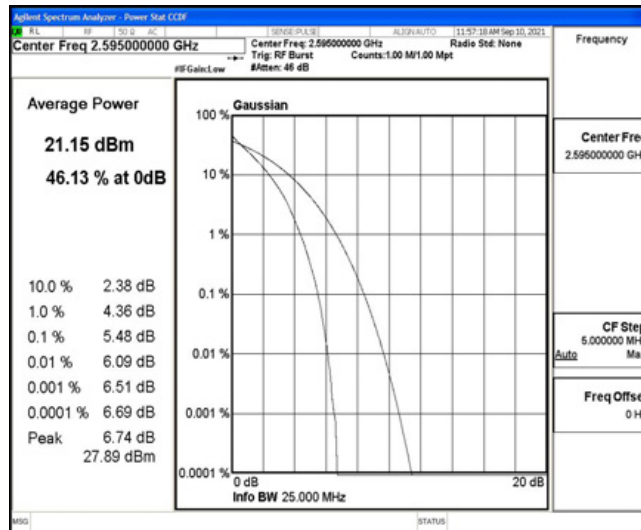 Agilent Spectrum Analyzer - Power Stat CCDF
RL RF 50 Ω AC SENSE:PULSE ALIGN AUTO 11:57:18 AM Sep 10, 2021
Center Freq 2.595000000 GHz
Center Freq: 2.595000000 GHz Radio Std: None
Trig: RF Burst Counts:1.00 M/1.00 Mpt
#IFGain:Low #Atten: 46 dB
Frequency
Average Power
21.15 dBm
46.13 % at 0dB
10.0 % 2.38 dB
1.0 % 4.36 dB
0.1 % 5.48 dB
0.01 % 6.09 dB
0.001 % 6.51 dB
0.0001 % 6.69 dB
Peak 6.74 dB
27.89 dBm
Gaussian
100 %
10 %
1 %
0.1 %
0.01 %
0.001 %
0.0001 %
0 dB 20 dB
Info BW 25.000 MHz
Center Fre
2.595000000 GH
CF Step
5.000000 MH
Auto Ma
Freq Offse
0 H
MSG STATUS